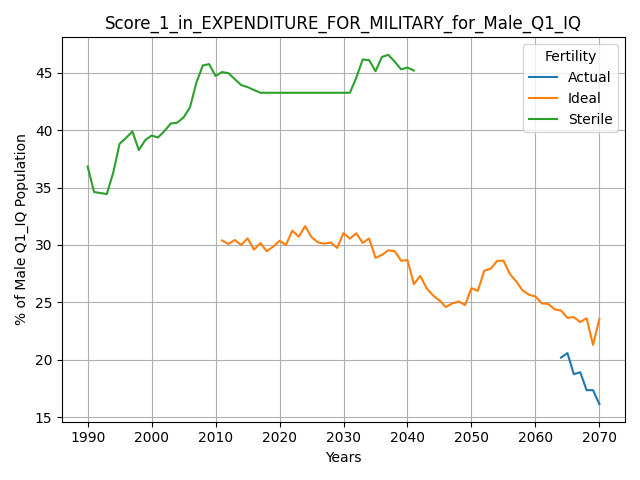 Score_1_in_EXPENDITURE_FOR_MILITARY_for_Male_Q1_IQ
Fertility
Actual
Ideal
Sterile
% of Male Q1_IQ Population
45
40
35
30
25
20
15
1990 2000 2010 2020 2030 2040 2050 2060 2070
Years